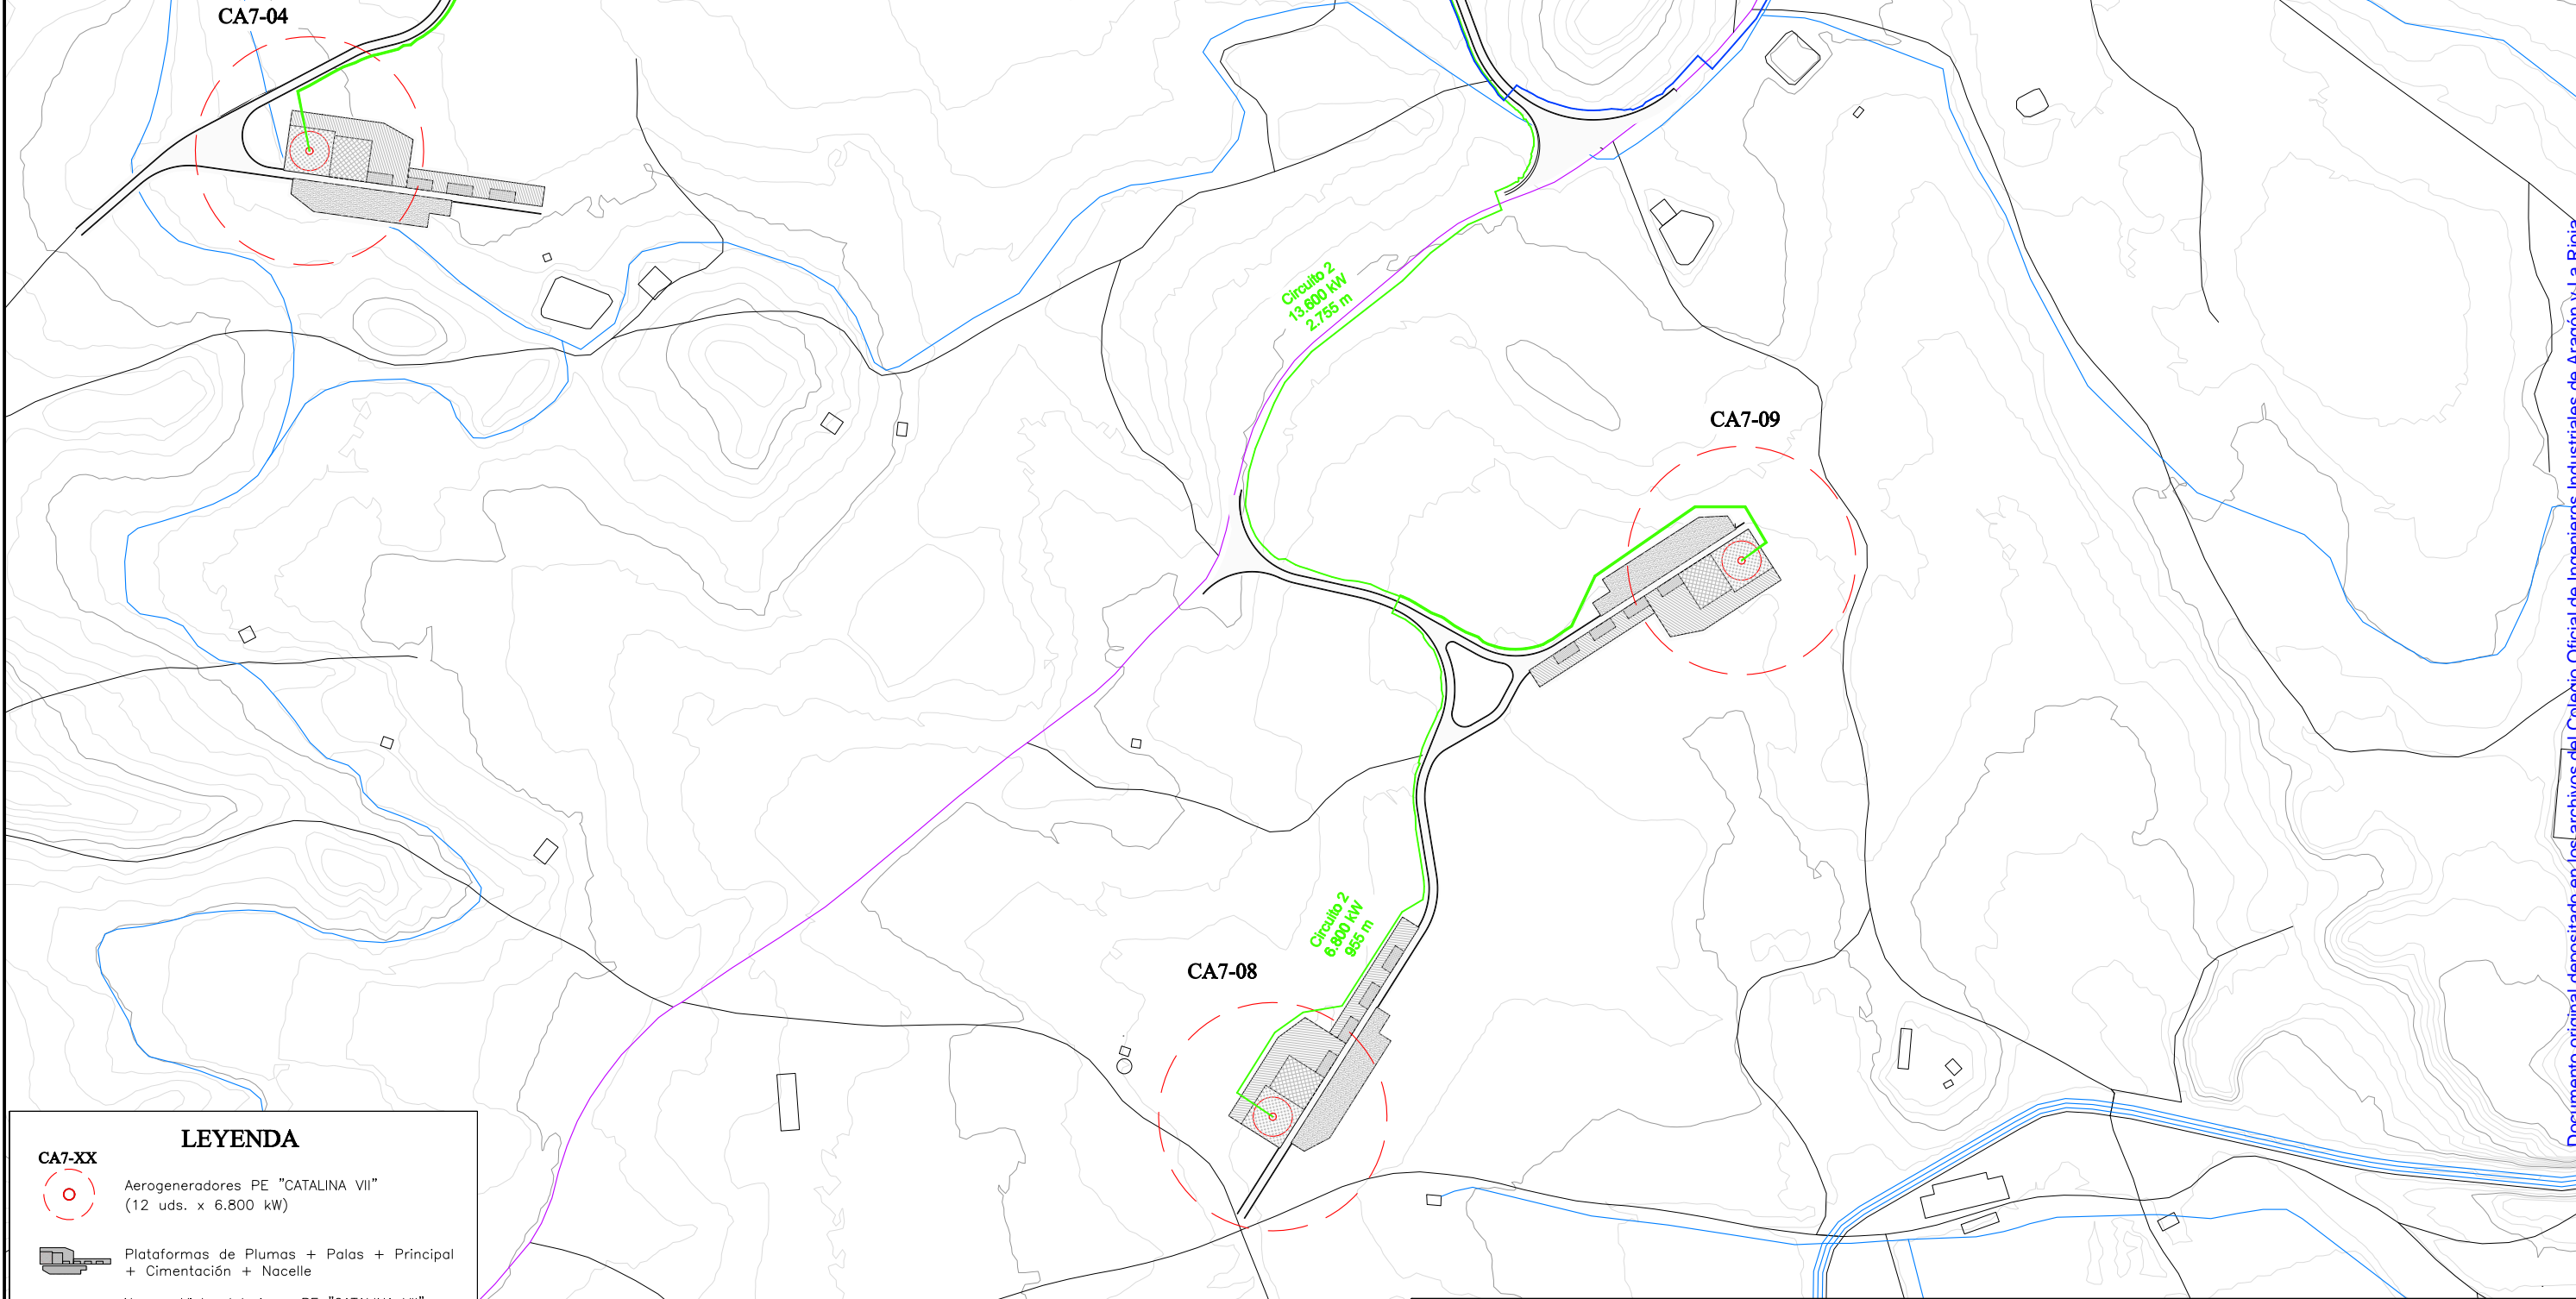 CA7-04
Circuito 2
13.600 kW
2.755 m
CA7-09
Circuito 2
6.800 kW
955 m
CA7-08
LEYENDA
CA7-XX
Aerogeneradores PE "CATALINA VII"
(12 uds. x 6.800 kW)
Plataformas de Plumas + Palas + Principal
+ Cimentación + Nacelle
Documento original depositado en los archivos del Colegio Oficial de Ingenieros Industriales de Aragón y La Rioja